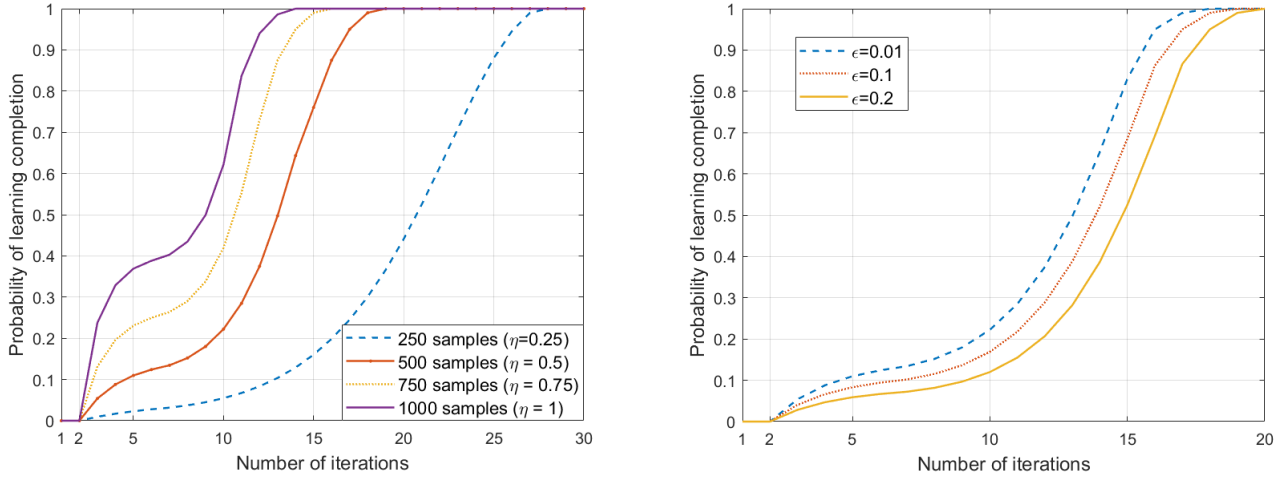 Probability of learning completion
1
0.9
0.8
0.7
0.6
0.5
0.4
0.3
0.2
0.1
0
1 2 10 15 20 25 30
Number of iterations
250 samples (η=0.25)
500 samples (η = 0.5)
750 samples (η = 0.75)
1000 samples (η = 1)
Probability of learning completion
1
0.9
0.8
0.7
0.6
0.5
0.4
0.3
0.2
0.1
0
1 2 5 10 15 20
Number of iterations
ϵ=0.01
ϵ=0.1
ϵ=0.2